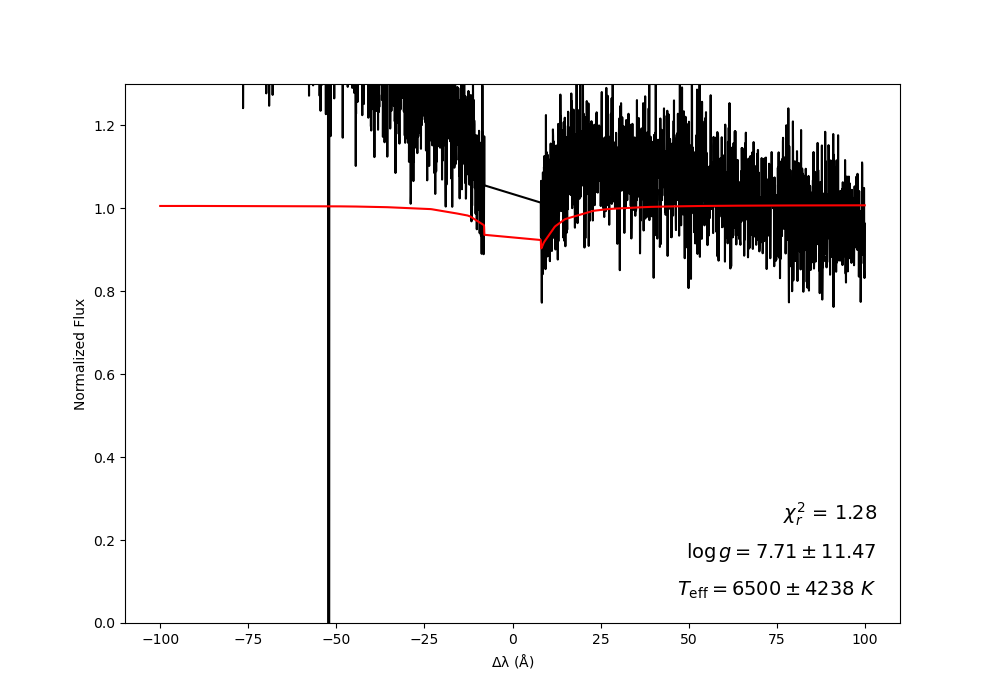 1.2
1.0
0.8
0.6
0.4
0.2
0.0
Normalized Flux
χ²ᵣ = 1.28
log g = 7.71 ± 11.47
T_eff = 6500 ± 4238 K
−100 −75 −50 −25 0 25 50 75 100
Δλ (Å)